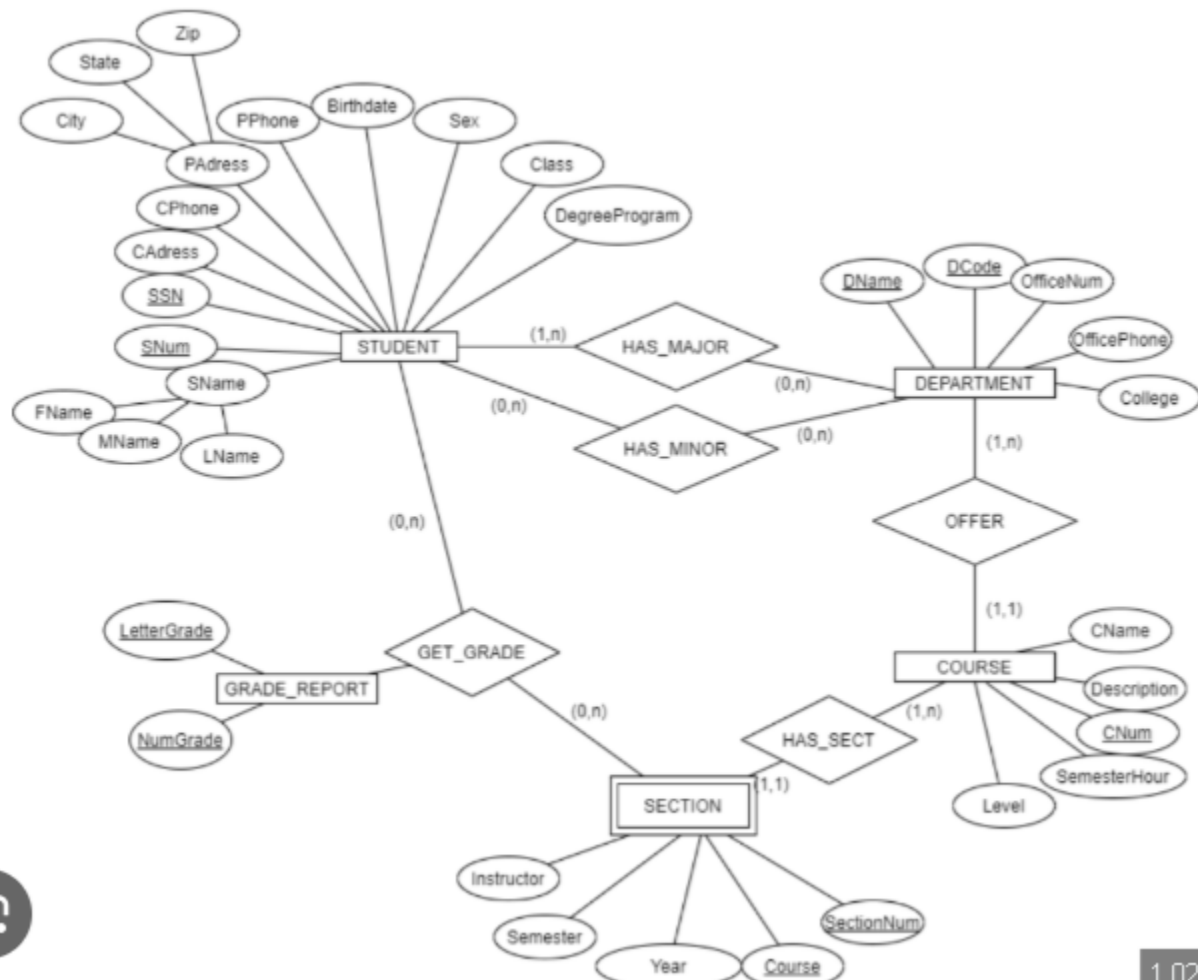 Zip
State
City
PPhone
Birthdate
Sex
Class
DegreeProgram
PAdress
CPhone
CAdress
SSN
SNum
SName
FName
MName
LName
STUDENT
(1,n)
HAS_MAJOR
(0,n)
(0,n)
HAS_MINOR
(0,n)
DName
DCode
OfficeNum
OfficePhone
College
DEPARTMENT
(1,n)
OFFER
(1,1)
(0,n)
LetterGrade
GET_GRADE
GRADE_REPORT
NumGrade
(0,n)
CName
COURSE
Description
CNum
SemesterHour
Level
(1,n)
HAS_SECT
(1,1)
SECTION
Instructor
Semester
Year
Course
SectionNum